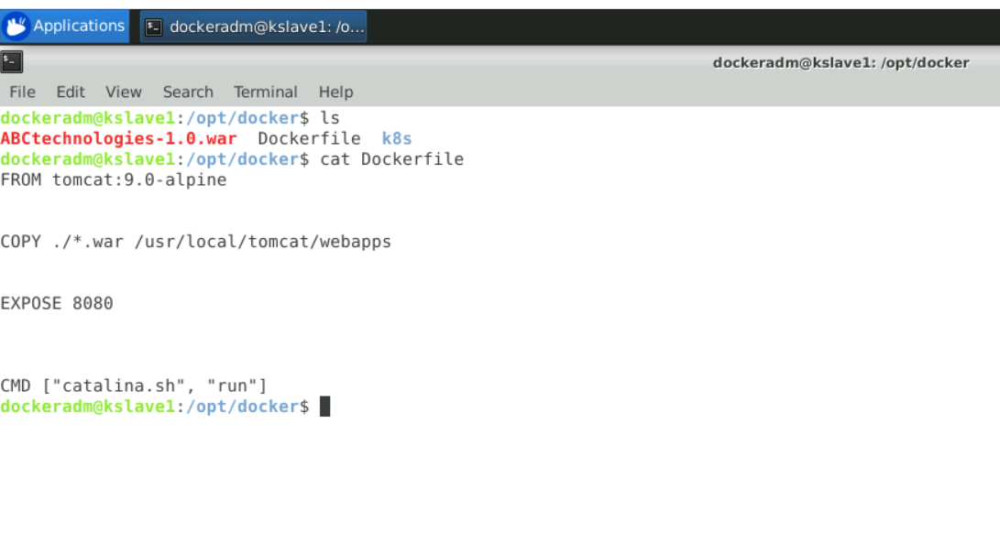 Applications dockeradm@kslave1: /o...
dockeradm@kslave1: /opt/docker
File Edit View Search Terminal Help
dockeradm@kslave1:/opt/docker$ ls
ABCtechnologies-1.0.war Dockerfile k8s
dockeradm@kslave1:/opt/docker$ cat Dockerfile
FROM tomcat:9.0-alpine
COPY ./*.war /usr/local/tomcat/webapps
EXPOSE 8080
CMD ["catalina.sh", "run"]
dockeradm@kslave1:/opt/docker$